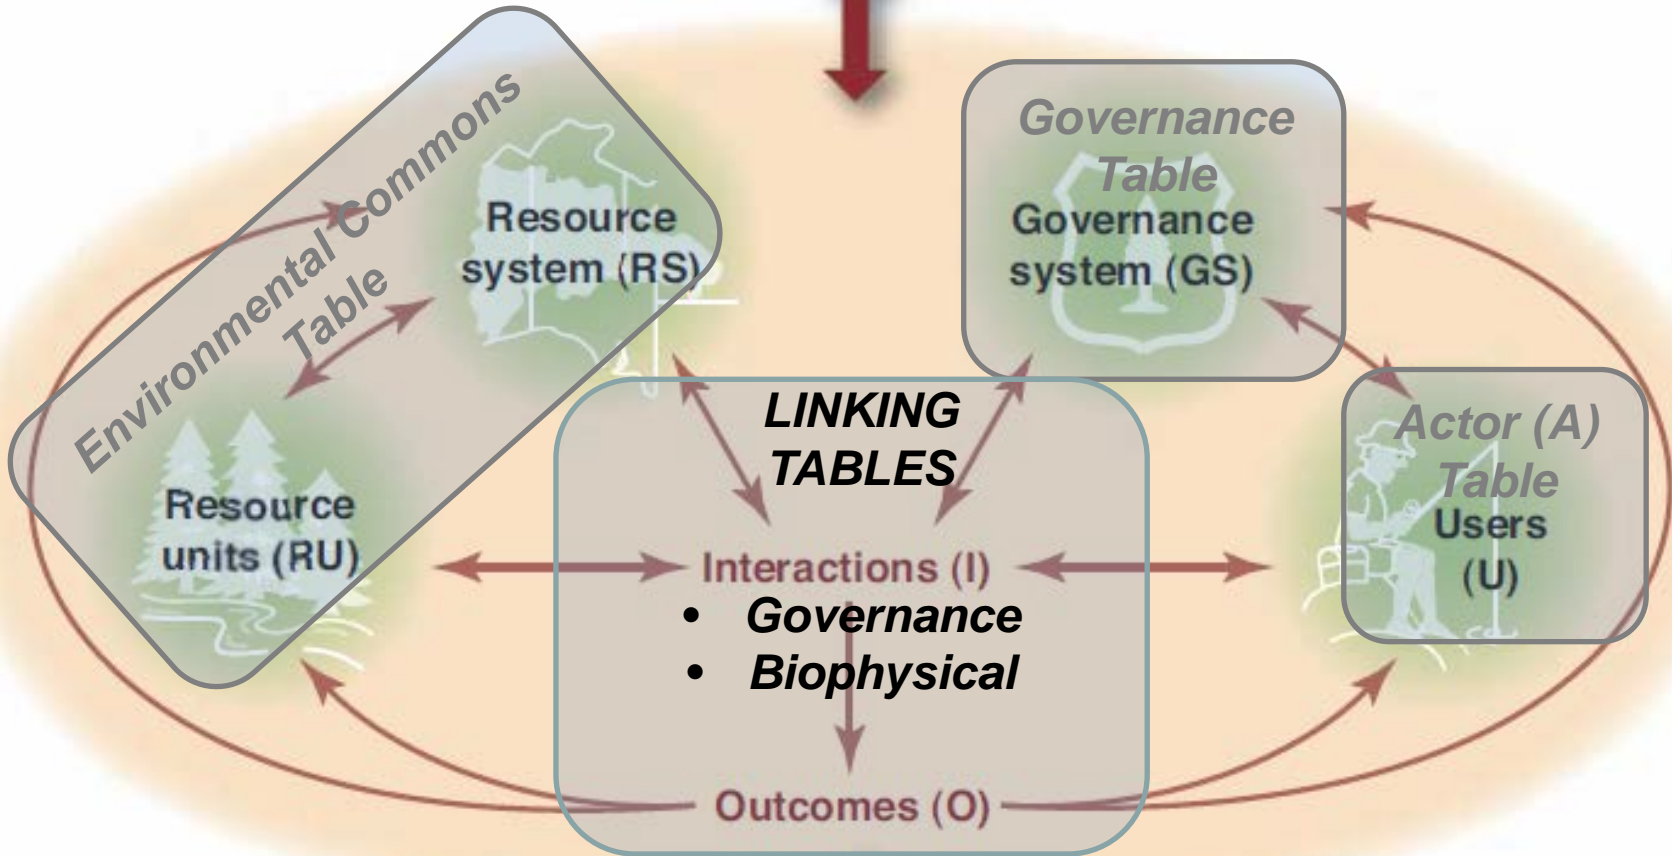 Environmental Commons
Table
Resource
system (RS)
Governance
Table
Governance
system (GS)
Actor (A)
Table
Users
(U)
Resource
units (RU)
LINKING
TABLES
Interactions (I)
• Governance
• Biophysical
Outcomes (O)